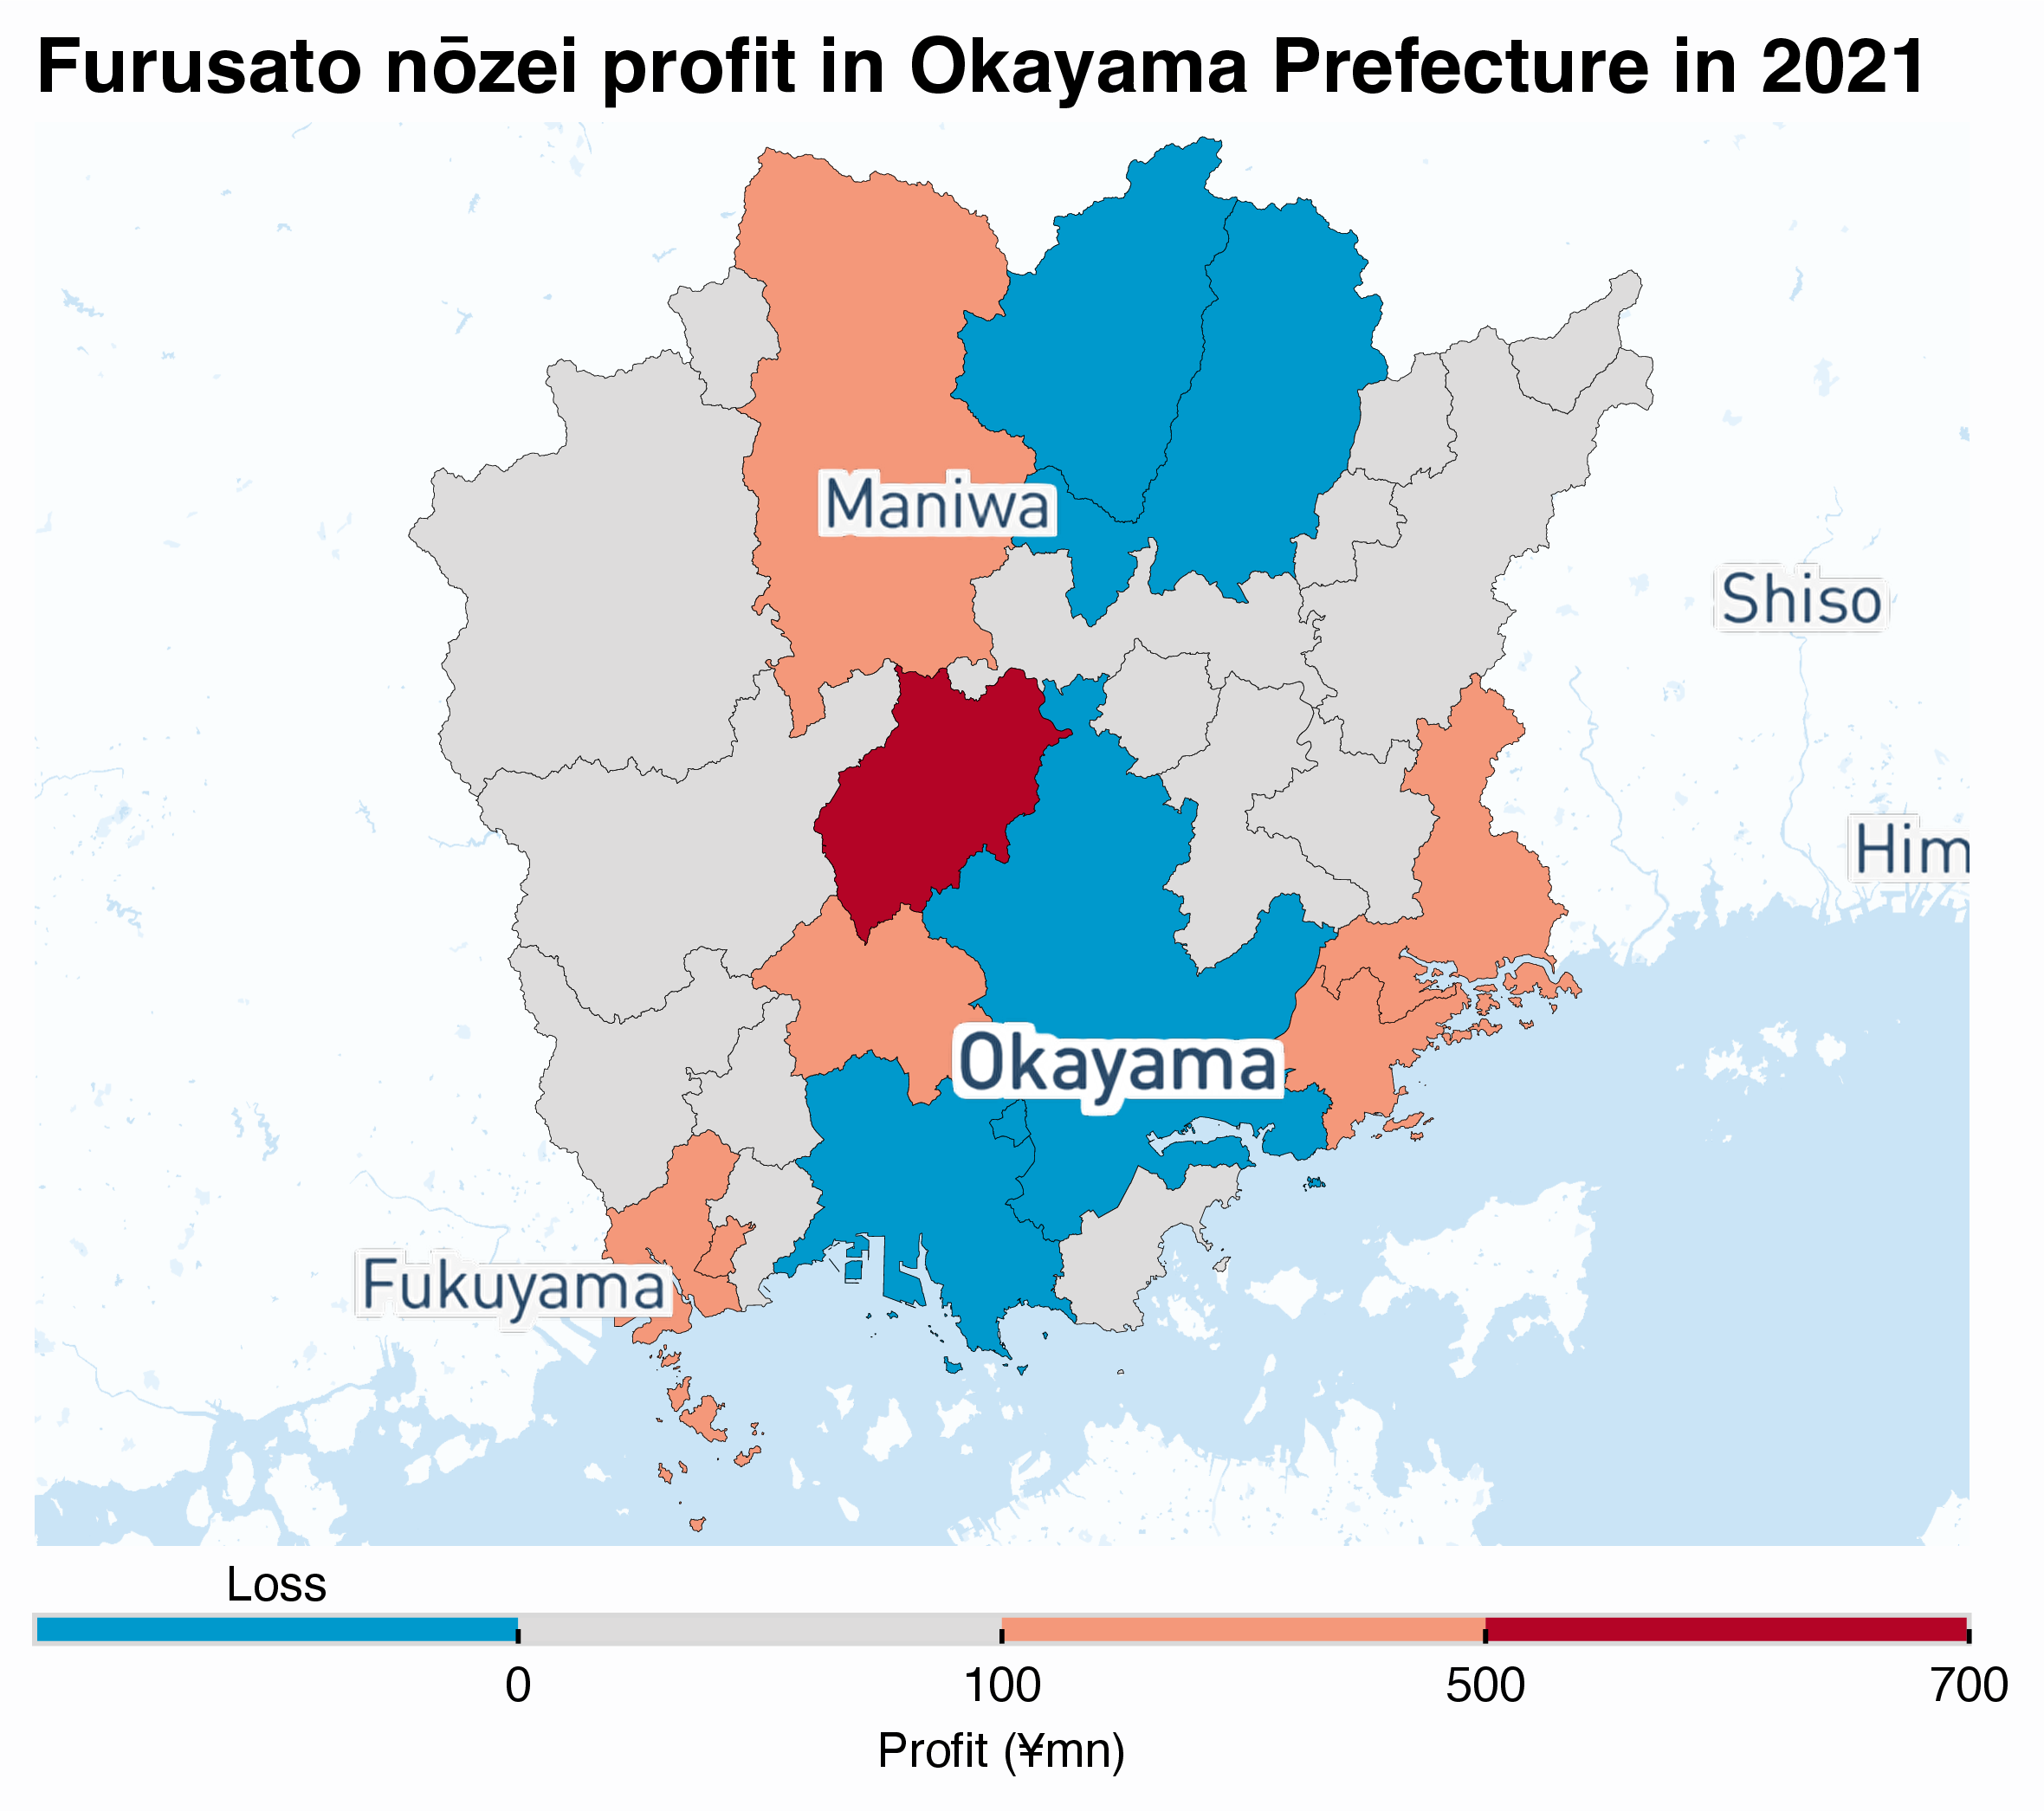 Furusato nōzei profit in Okayama Prefecture in 2021
Maniwa
Shiso
Him
Okayama
Fukuyama
Loss
0 100 500 700
Profit (¥mn)